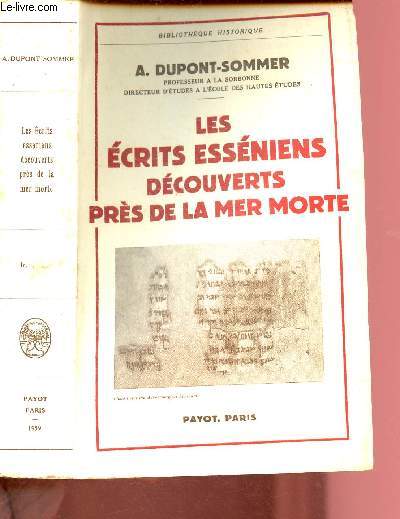 Le-livre.com
A. DUPONT-SOMMER
Les Écrits
esséniens
découverts
près de la
mer morte
PAYOT
PARIS
1959
BIBLIOTHÈQUE HISTORIQUE
A. DUPONT-SOMMER
PROFESSEUR A LA SORBONNE
DIRECTEUR D'ÉTUDES A L'ÉCOLE DES HAUTES ÉTUDES
LES
ÉCRITS ESSÉNIENS
DÉCOUVERTS
PRÈS DE LA MER MORTE
PAYOT, PARIS